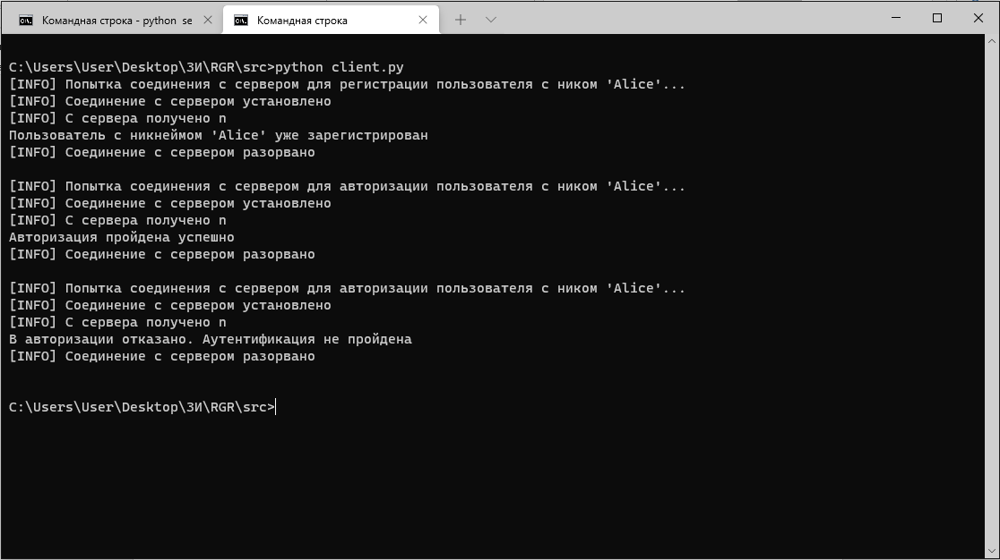 Командная строка - python se
Командная строка
C:\Users\User\Desktop\ЗИ\RGR\src>python client.py
[INFO] Попытка соединения с сервером для регистрации пользователя с ником 'Alice'...
[INFO] Соединение с сервером установлено
[INFO] С сервера получено n
Пользователь с никнеймом 'Alice' уже зарегистрирован
[INFO] Соединение с сервером разорвано
[INFO] Попытка соединения с сервером для авторизации пользователя с ником 'Alice'...
[INFO] Соединение с сервером установлено
[INFO] С сервера получено n
Авторизация пройдена успешно
[INFO] Соединение с сервером разорвано
[INFO] Попытка соединения с сервером для авторизации пользователя с ником 'Alice'...
[INFO] Соединение с сервером установлено
[INFO] С сервера получено n
В авторизации отказано. Аутентификация не пройдена
[INFO] Соединение с сервером разорвано
C:\Users\User\Desktop\ЗИ\RGR\src>